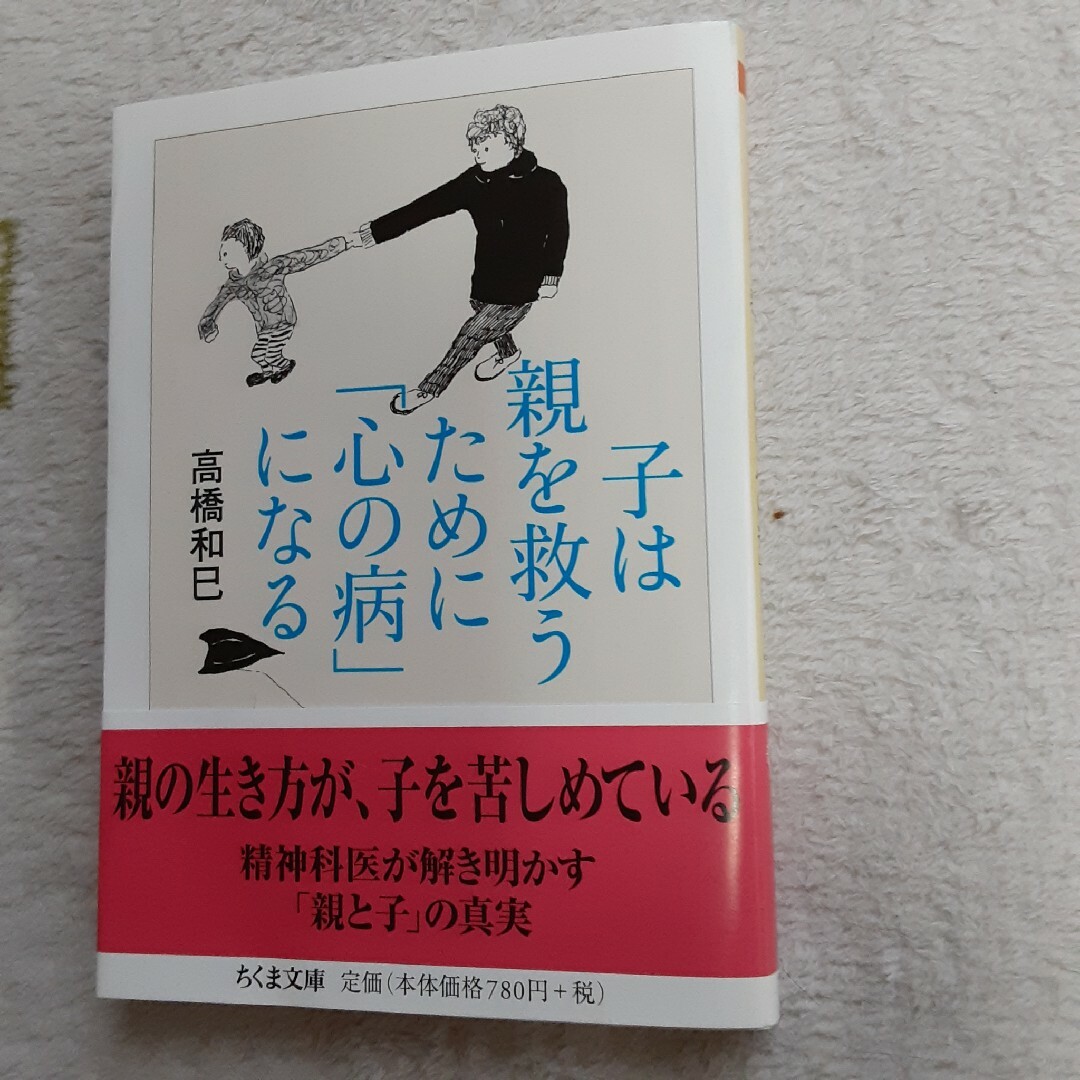 子は
親を救う
ために
「心の病」
になる
高橋和巳
親の生き方が、子を苦しめている
精神科医が解き明かす
「親と子」の真実
ちくま文庫 定価(本体価格780円+税)